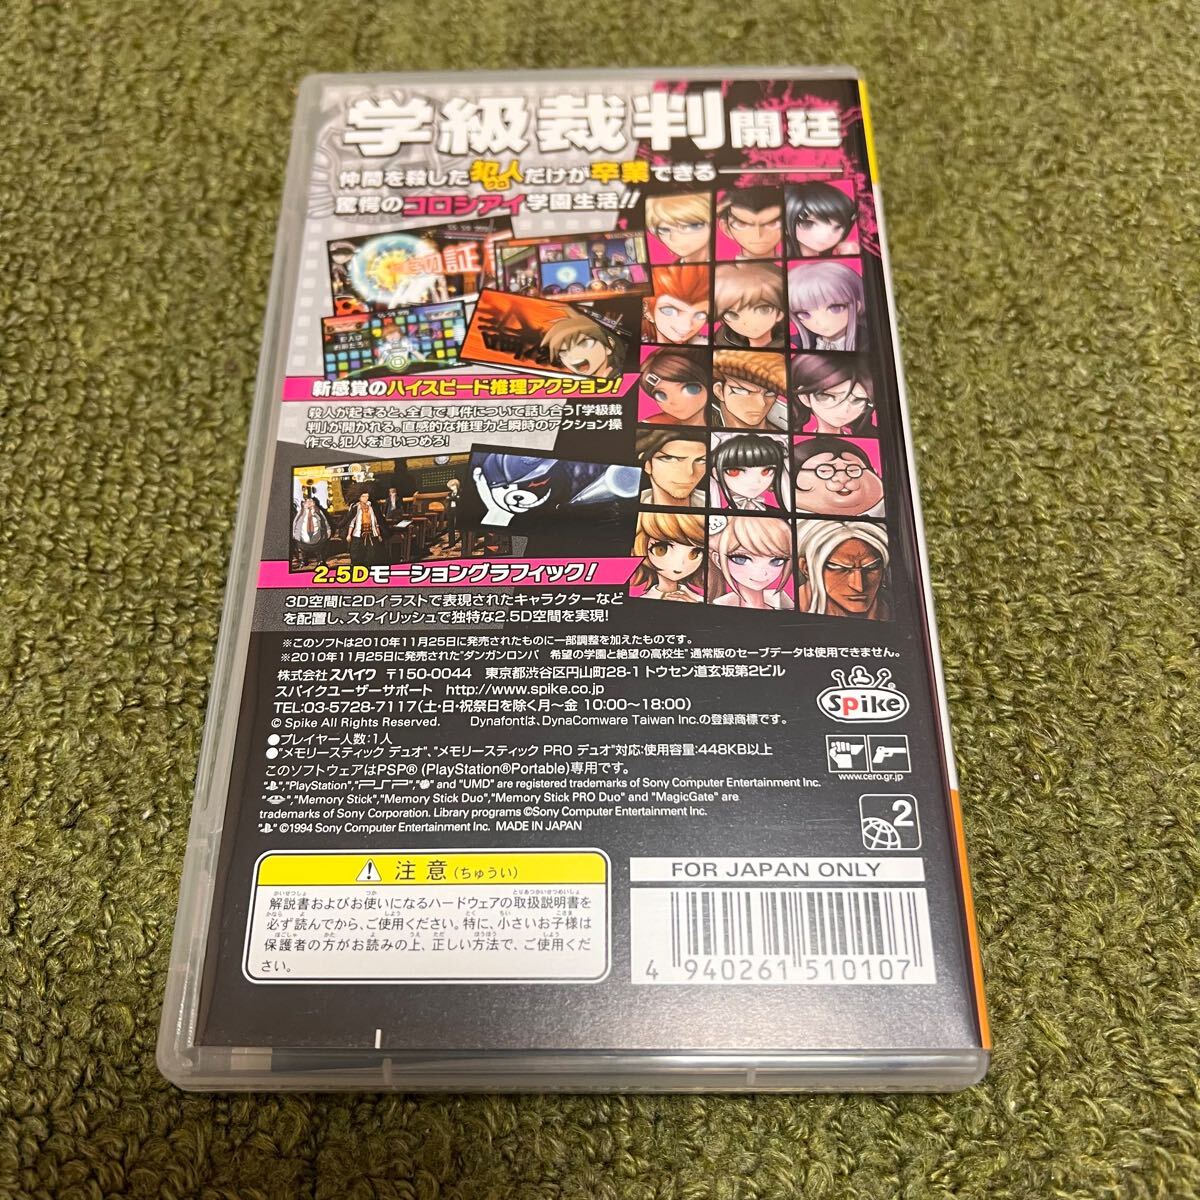 学級裁判開廷
仲間を殺した犯人だけが卒業できる
クロ
驚愕のコロシアイ学園生活!!
新感覚のハイスピード推理アクション!
殺人が起きると、全員で事件について話し合う「学級裁
判」が開かれる。直感的な推理力と瞬時のアクション操
作で、犯人を追いつめろ!
2.5Dモーショングラフィック!
3D空間に2Dイラストで表現されたキャラクターなど
を配置し、スタイリッシュで独特な2.5D空間を実現!
※このソフトは2010年11月25日に発売されたものに一部調整を加えたものです。
※2010年11月25日に発売された"ダンガンロンパ 希望の学園と絶望の高校生"通常版のセーブデータは使用できません。
株式会社 スパイク 〒150-0044 東京都渋谷区円山町28-1 トウセン道玄坂第2ビル
スパイクユーザーサポート http://www.spike.co.jp
TEL:03-5728-7117(土・日・祝祭日を除く月〜金 10:00〜18:00)
© Spike All Rights Reserved. Dynafontは、DynaComware Taiwan Inc.の登録商標です。
●プレイヤー人数:1人
●"メモリースティック デュオ"、"メモリースティック PRO デュオ"対応:使用容量:448KB以上
このソフトウェアはPSP® (PlayStation®Portable)専用です。
"PlayStation", "PSP", and "UMD" are registered trademarks of Sony Computer Entertainment Inc.
"Memory Stick", "Memory Stick Duo", "Memory Stick PRO Duo" and "MagicGate" are
trademarks of Sony Corporation. Library programs ©Sony Computer Entertainment Inc.
©1994 Sony Computer Entertainment Inc. MADE IN JAPAN
Spike
www.cero.gr.jp
2
注意(ちゅうい)
解説書およびお使いになるハードウェアの取扱説明書を
必ず読んでから、ご使用ください。特に、小さいお子様は
保護者の方がお読みの上、正しい方法で、ご使用くだ
さい。
FOR JAPAN ONLY
4 940261 510107